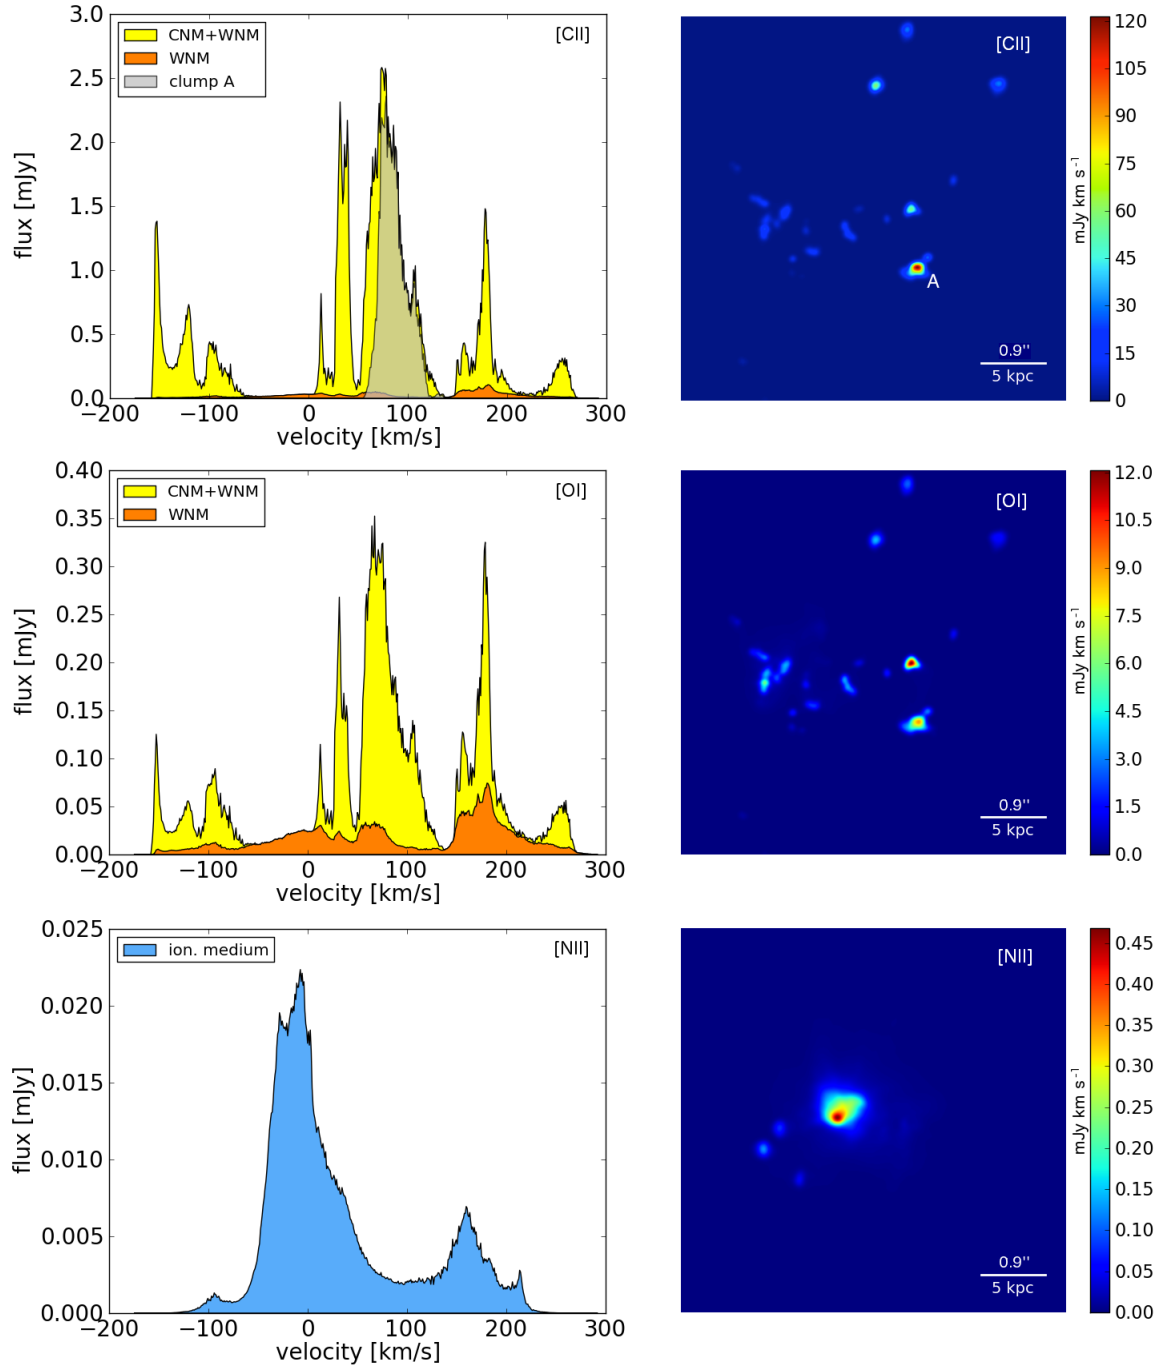 3.0
2.5
2.0
1.5
1.0
0.5
0.0
flux [mJy]
CNM+WNM
WNM
clump A
[CII]
−200 −100 0 100 200 300
velocity [km/s]
[CII]
A
0.9''
5 kpc
120
105
90
75
60
45
30
15
0
mJy km s⁻¹
0.40
0.35
0.30
0.25
0.20
0.15
0.10
0.05
0.00
flux [mJy]
CNM+WNM
WNM
[OI]
−200 −100 0 100 200 300
velocity [km/s]
[OI]
0.9''
5 kpc
12.0
10.5
9.0
7.5
6.0
4.5
3.0
1.5
0.0
mJy km s⁻¹
0.025
0.020
0.015
0.010
0.005
0.000
flux [mJy]
ion. medium
[NII]
−200 −100 0 100 200 300
velocity [km/s]
[NII]
0.9''
5 kpc
0.45
0.40
0.35
0.30
0.25
0.20
0.15
0.10
0.05
0.00
mJy km s⁻¹